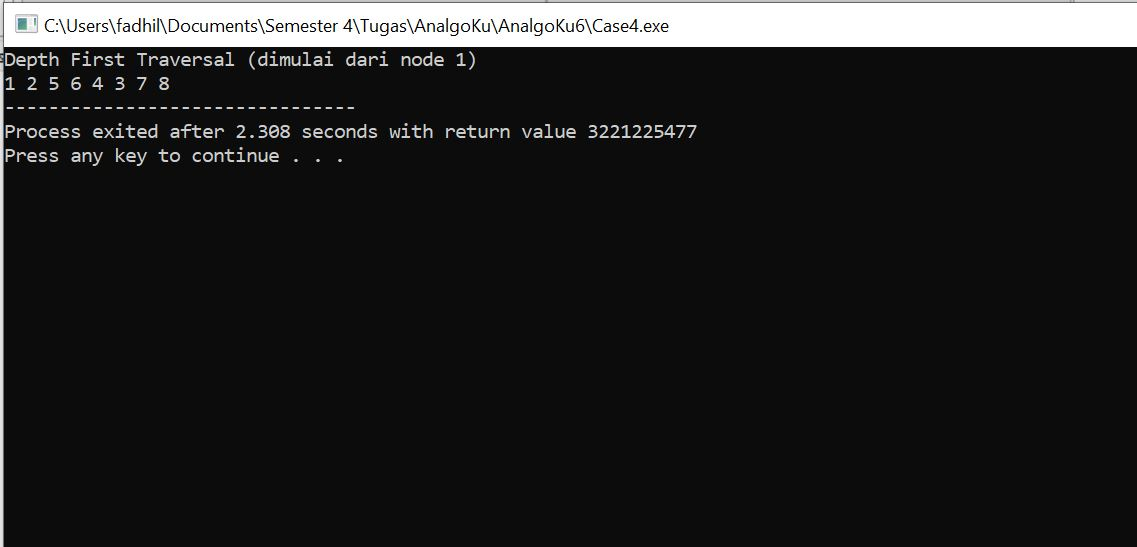 C:\Users\fadhil\Documents\Semester 4\Tugas\AnalgoKu\AnalgoKu6\Case4.exe
Depth First Traversal (dimulai dari node 1)
1 2 5 6 4 3 7 8
--------------------------------
Process exited after 2.308 seconds with return value 3221225477
Press any key to continue . . .